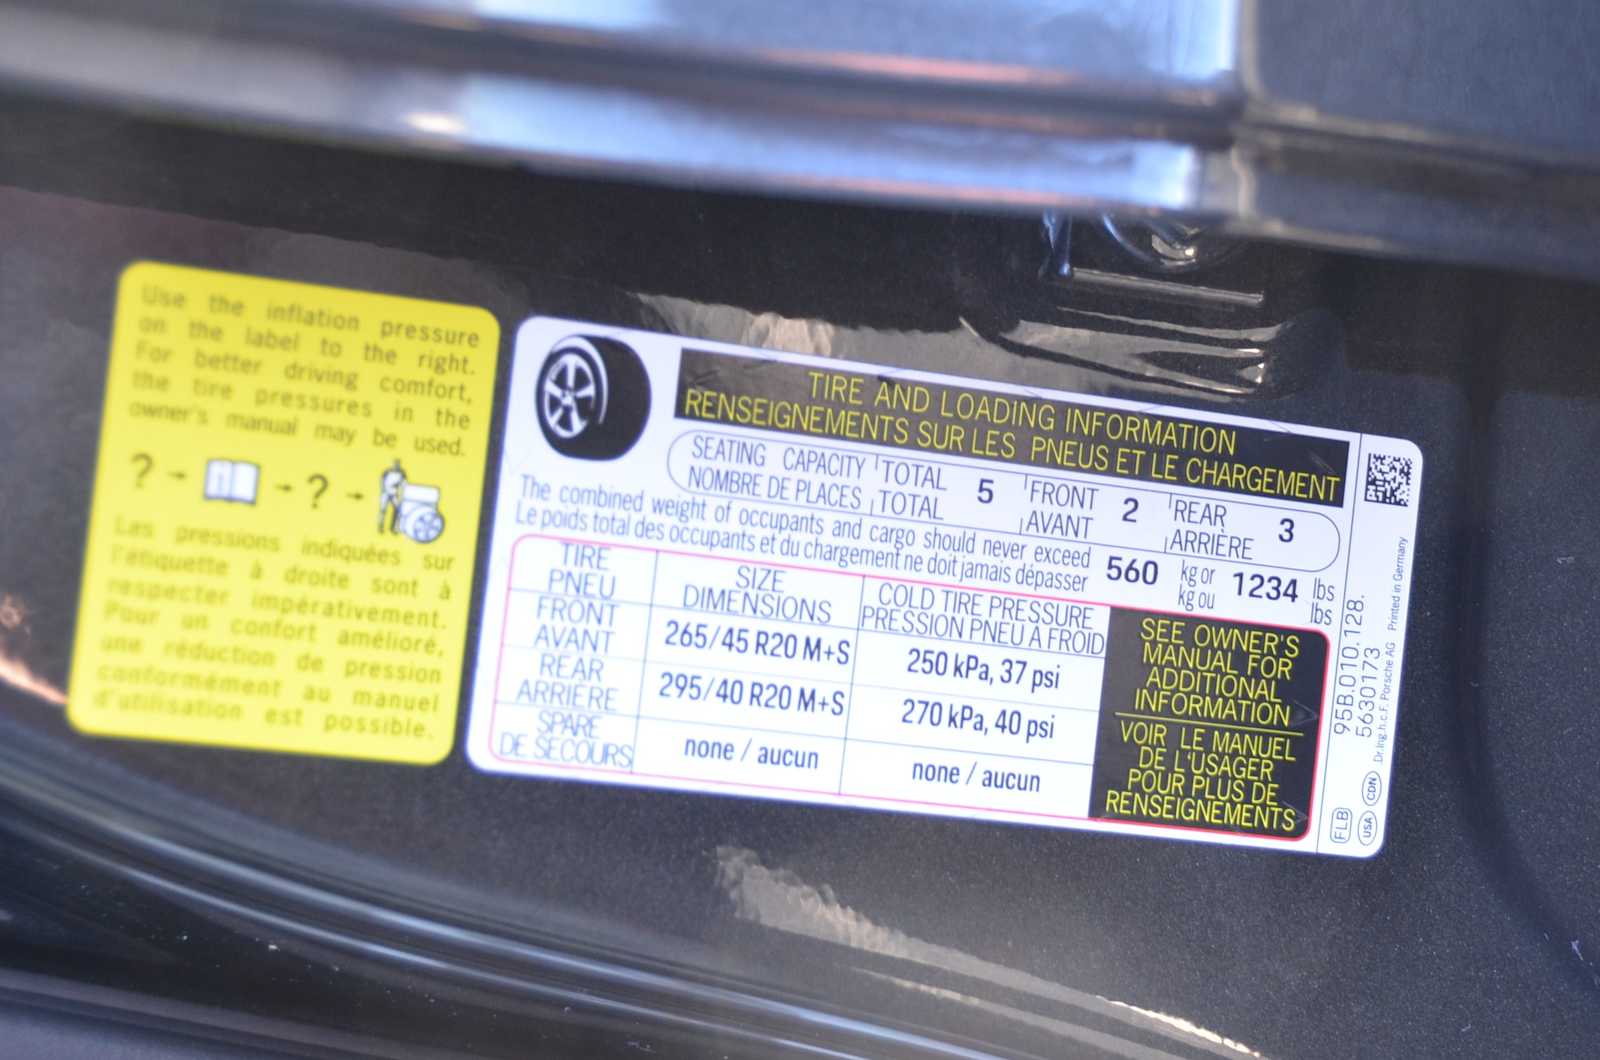 Use the inflation pressure
on the label to the right.
For better driving comfort,
the tire pressures in the
owner's manual may be used.
? → → ? →
Les pressions indiquées sur
l'étiquette à droite sont à
respecter impérativement.
Pour un confort amélioré,
une réduction de pression
conformément au manuel
d'utilisation est possible.
TIRE AND LOADING INFORMATION
RENSEIGNEMENTS SUR LES PNEUS ET LE CHARGEMENT
SEATING CAPACITY TOTAL 5 FRONT 2 REAR 3
NOMBRE DE PLACES TOTAL AVANT ARRIÈRE
The combined weight of occupants and cargo should never exceed 560 kg or 1234 lbs
Le poids total des occupants et du chargement ne doit jamais dépasser kg ou lbs
TIRE SIZE COLD TIRE PRESSURE
PNEU DIMENSIONS PRESSION PNEU A FROID
FRONT
AVANT 265/45 R20 M+S 250 kPa, 37 psi
REAR
ARRIÈRE 295/40 R20 M+S 270 kPa, 40 psi
SPARE
DE SECOURS none / aucun none / aucun
SEE OWNER'S
MANUAL FOR
ADDITIONAL
INFORMATION
VOIR LE MANUEL
DE L'USAGER
POUR PLUS DE
RENSEIGNEMENTS
95B.010.128.
5630173
Dr.Ing.h.c.F. Porsche AG Printed in Germany
FLB
USA CDN